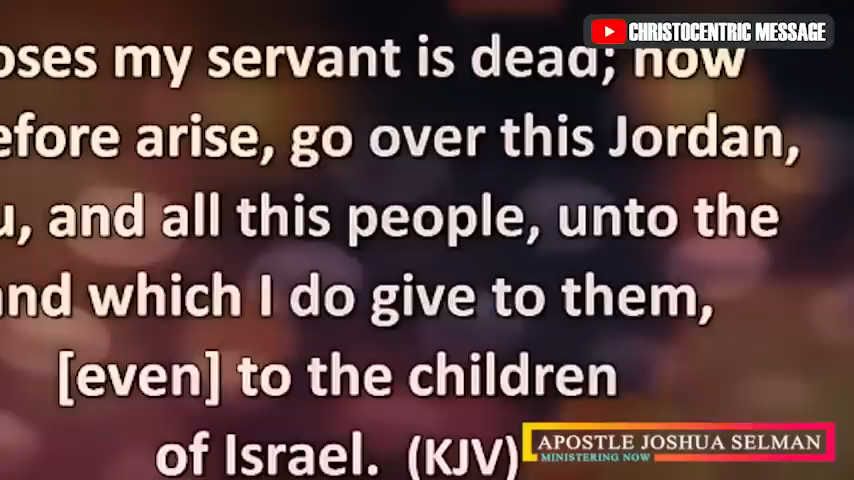 CHRISTOCENTRIC MESSAGE
oses my servant is dead; now
efore arise, go over this Jordan,
u, and all this people, unto the
and which I do give to them,
[even] to the children
of Israel. (KJV)
APOSTLE JOSHUA SELMAN
MINISTERING NOW